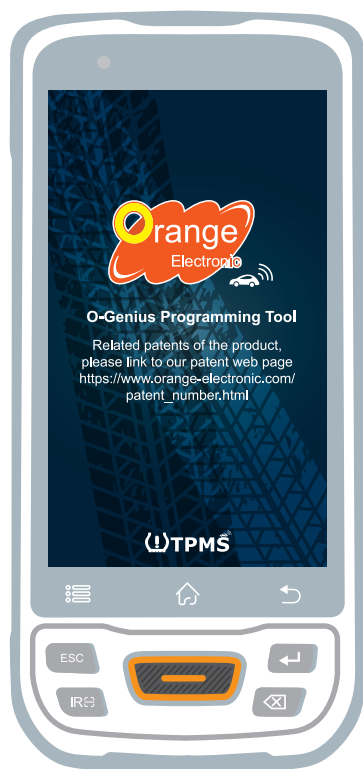 Orange
Electronic
O-Genius Programming Tool
Related patents of the product,
please link to our patent web page
https://www.orange-electronic.com/
patent_number.html
TPMS
ESC
IR